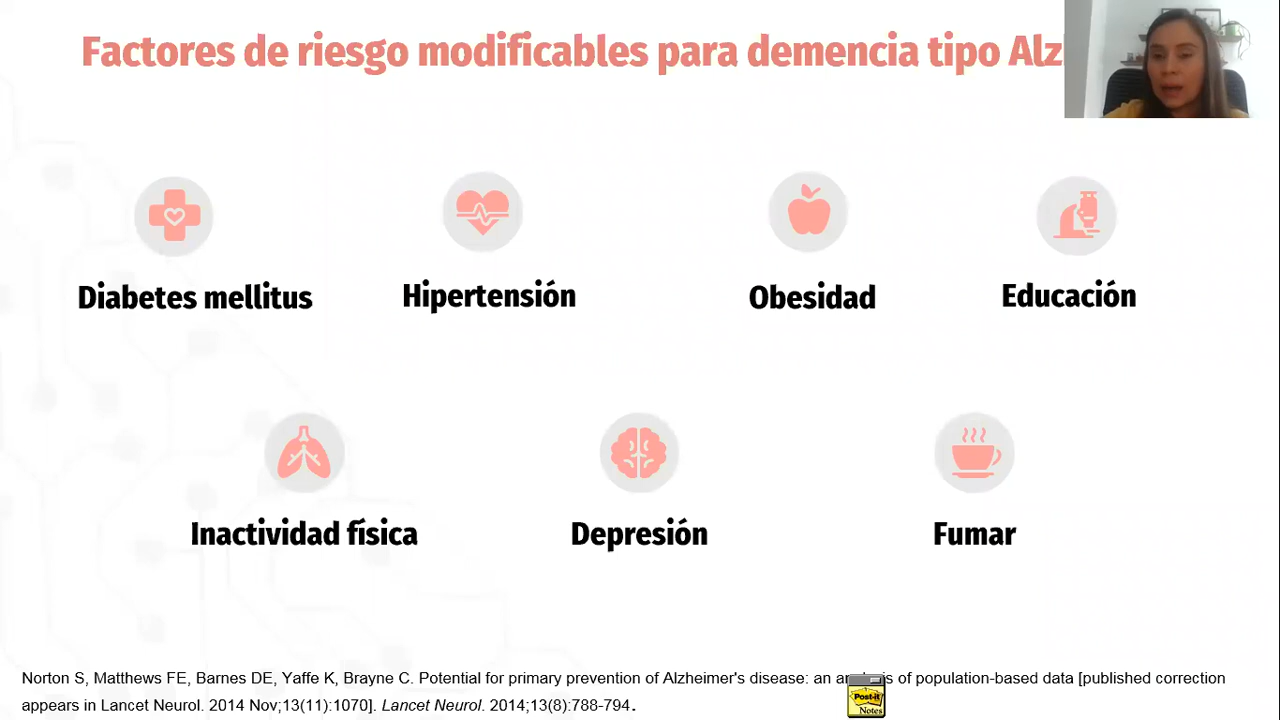 Factores de riesgo modificables para demencia tipo
Diabetes mellitus
Hipertensión
Obesidad
Educación
Inactividad física
Depresión
Fumar
Norton S, Matthews FE, Barnes DE, Yaffe K, Brayne C. Potential for primary prevention of Alzheimer's disease: an of population-based data [published correction
appears in Lancet Neurol. 2014 Nov;13(11):1070]. Lancet Neurol. 2014;13(8):788-794.
Post-it
Notes